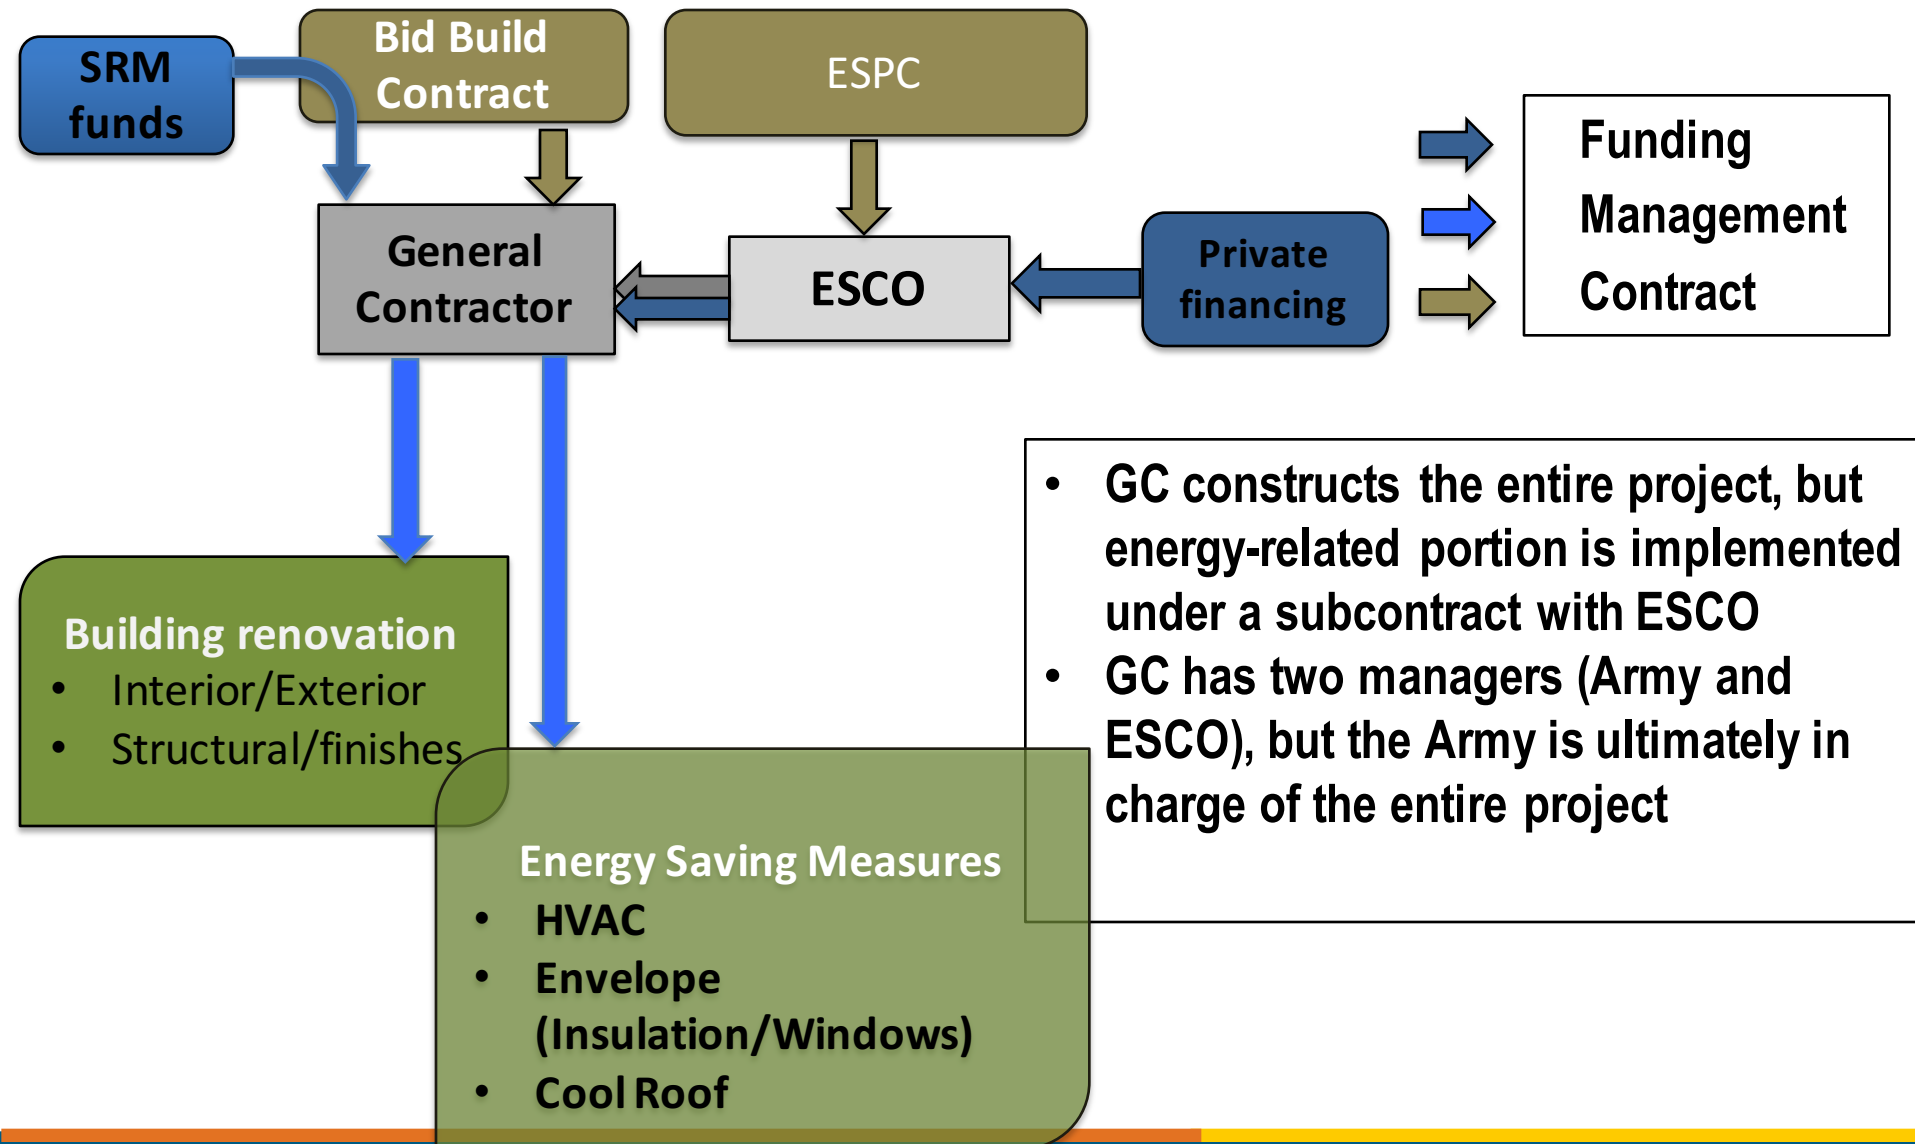 SRM
funds
Bid Build
Contract
ESPC
General
Contractor
ESCO
Private
financing
Funding
Management
Contract
Building renovation
• Interior/Exterior
• Structural/finishes
Energy Saving Measures
• HVAC
• Envelope
(Insulation/Windows)
• Cool Roof
• GC constructs the entire project, but
energy-related portion is implemented
under a subcontract with ESCO
• GC has two managers (Army and
ESCO), but the Army is ultimately in
charge of the entire project